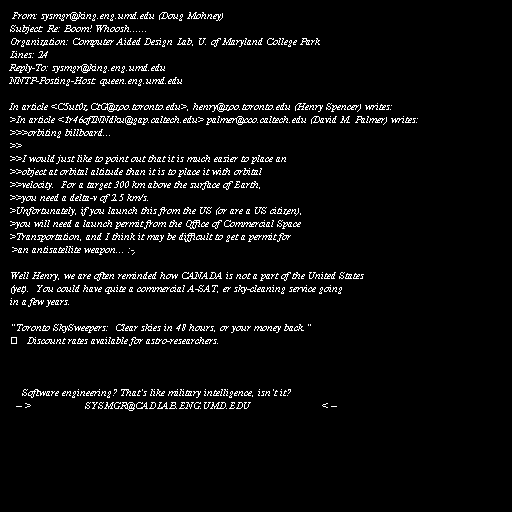 From: sysmgr@king.eng.umd.edu (Doug Mohney)
Subject: Re: Boom! Whoosh......
Organization: Computer Aided Design Lab, U. of Maryland College Park
Lines: 24
Reply-To: sysmgr@king.eng.umd.edu
NNTP-Posting-Host: queen.eng.umd.edu

In article <C5ut0z.CtG@zoo.toronto.edu>, henry@zoo.toronto.edu (Henry Spencer) writes:
>In article <1r46ofINNdku@gap.caltech.edu> palmer@cco.caltech.edu (David M. Palmer) writes:
>>>orbiting billboard...
>>
>>I would just like to point out that it is much easier to place an
>>object at orbital altitude than it is to place it with orbital
>>velocity.  For a target 300 km above the surface of Earth,
>>you need a delta-v of 2.5 km/s.
>Unfortunately, if you launch this from the US (or are a US citizen),
>you will need a launch permit from the Office of Commercial Space
>Transportation, and I think it may be difficult to get a permit for
>an antisatellite weapon... :-)

Well Henry, we are often reminded how CANADA is not a part of the United States
(yet).  You could have quite a commercial A-SAT, er sky-cleaning service going
in a few years.

"Toronto SkySweepers:  Clear skies in 48 hours, or your money back."
Discount rates available for astro-researchers.

Software engineering? That's like military intelligence, isn't it?
-- >                  SYSMGR@CADLAB.ENG.UMD.EDU                        < --